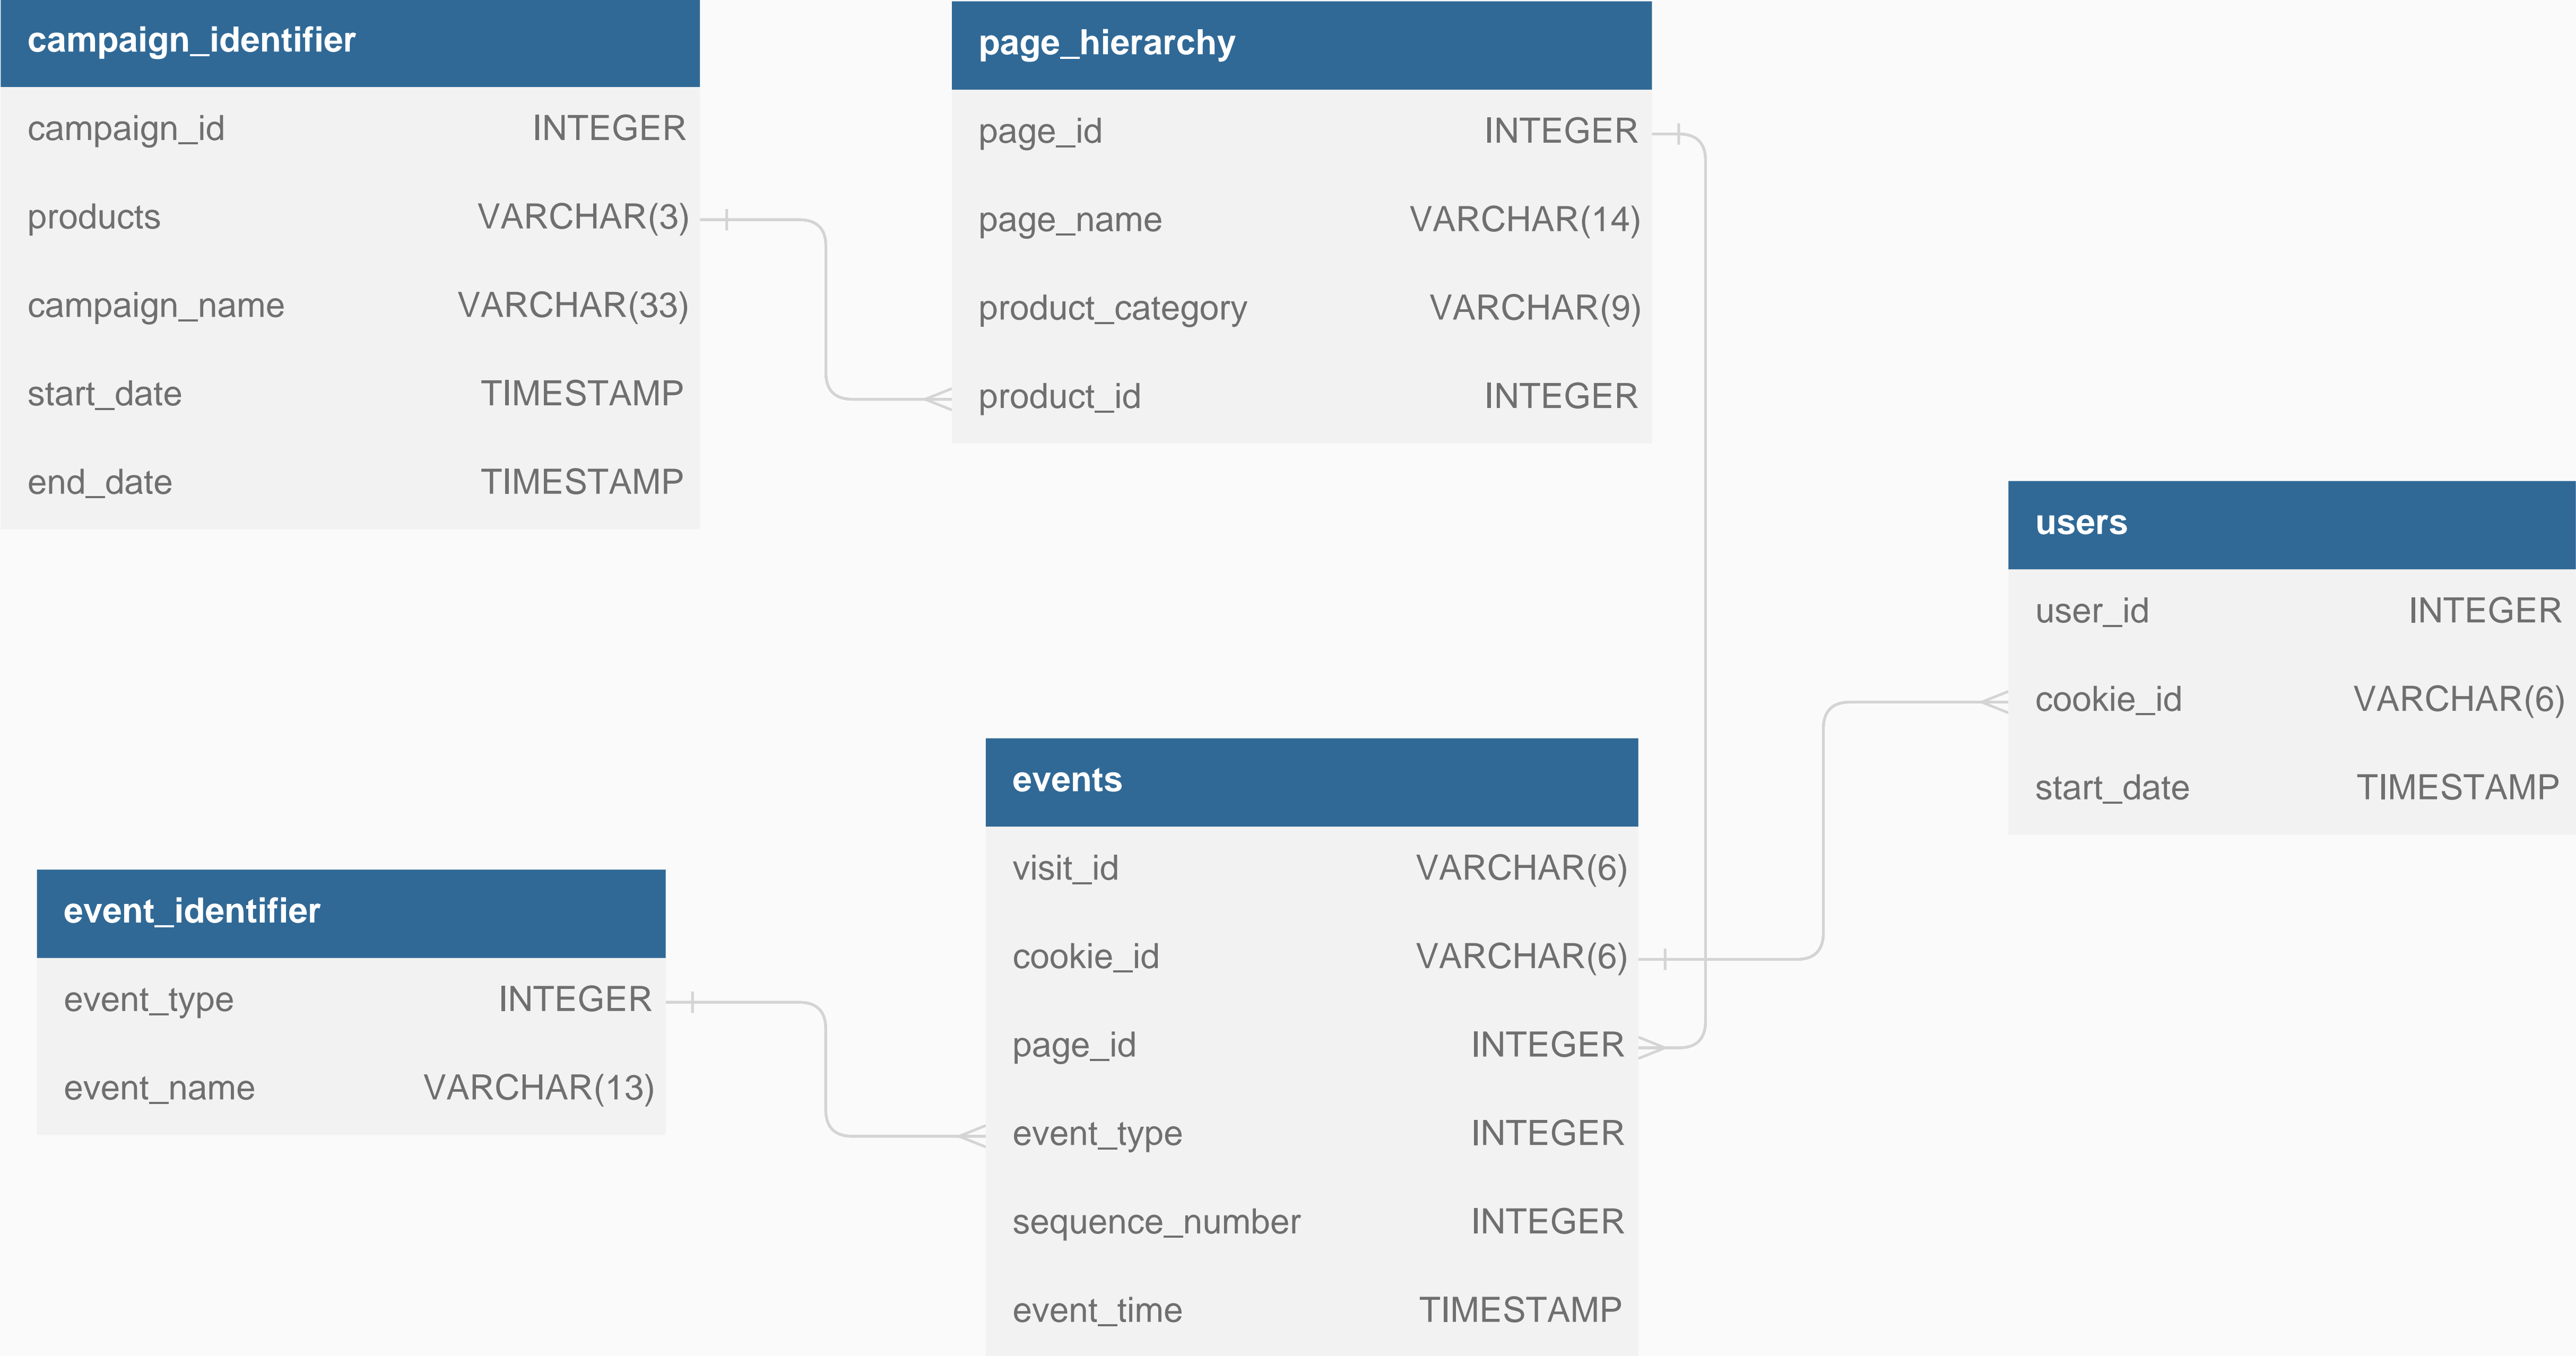 campaign_identifier
campaign_id INTEGER
products VARCHAR(3)
campaign_name VARCHAR(33)
start_date TIMESTAMP
end_date TIMESTAMP
page_hierarchy
page_id INTEGER
page_name VARCHAR(14)
product_category VARCHAR(9)
product_id INTEGER
users
user_id INTEGER
cookie_id VARCHAR(6)
start_date TIMESTAMP
events
visit_id VARCHAR(6)
cookie_id VARCHAR(6)
page_id INTEGER
event_type INTEGER
sequence_number INTEGER
event_time TIMESTAMP
event_identifier
event_type INTEGER
event_name VARCHAR(13)